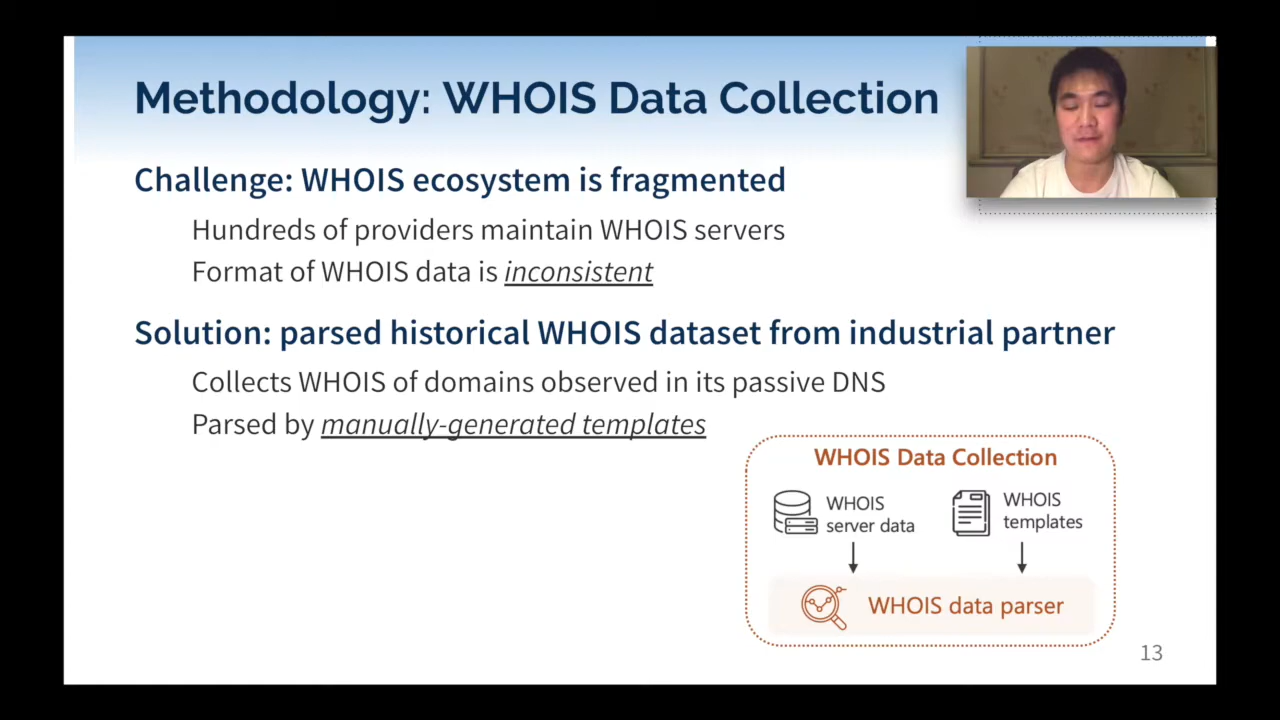 Methodology: WHOIS Data Collection
Challenge: WHOIS ecosystem is fragmented
Hundreds of providers maintain WHOIS servers
Format of WHOIS data is inconsistent
Solution: parsed historical WHOIS dataset from industrial partner
Collects WHOIS of domains observed in its passive DNS
Parsed by manually-generated templates
WHOIS Data Collection
WHOIS
server data
WHOIS
templates
WHOIS data parser
13